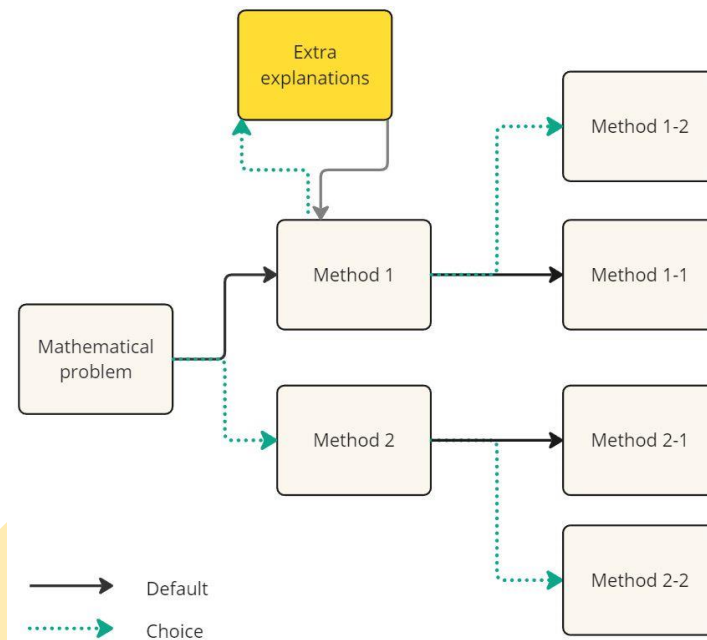 Extra
explanations
Method 1-2
Method 1
Method 1-1
Mathematical
problem
Method 2
Method 2-1
Method 2-2
Default
Choice